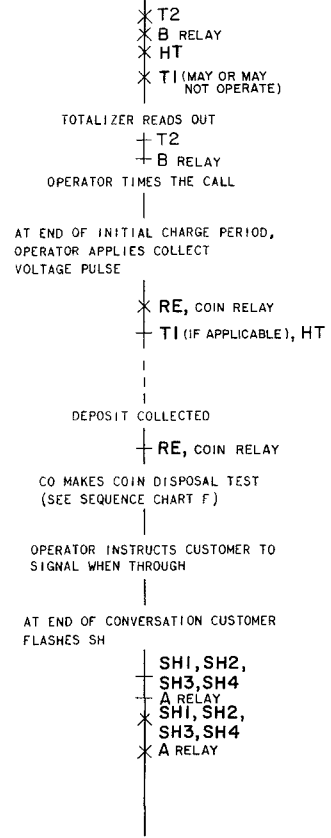 T2
B RELAY
HT
T1 (MAY OR MAY
NOT OPERATE)
TOTALIZER READS OUT
T2
B RELAY
OPERATOR TIMES THE CALL
AT END OF INITIAL CHARGE PERIOD,
OPERATOR APPLIES COLLECT
VOLTAGE PULSE
RE, COIN RELAY
T1 (IF APPLICABLE), HT
DEPOSIT COLLECTED
RE, COIN RELAY
CO MAKES COIN DISPOSAL TEST
(SEE SEQUENCE CHART F)
OPERATOR INSTRUCTS CUSTOMER TO
SIGNAL WHEN THROUGH
AT END OF CONVERSATION CUSTOMER
FLASHES SH
SH1, SH2,
SH3, SH4
A RELAY
SH1, SH2,
SH3, SH4
A RELAY